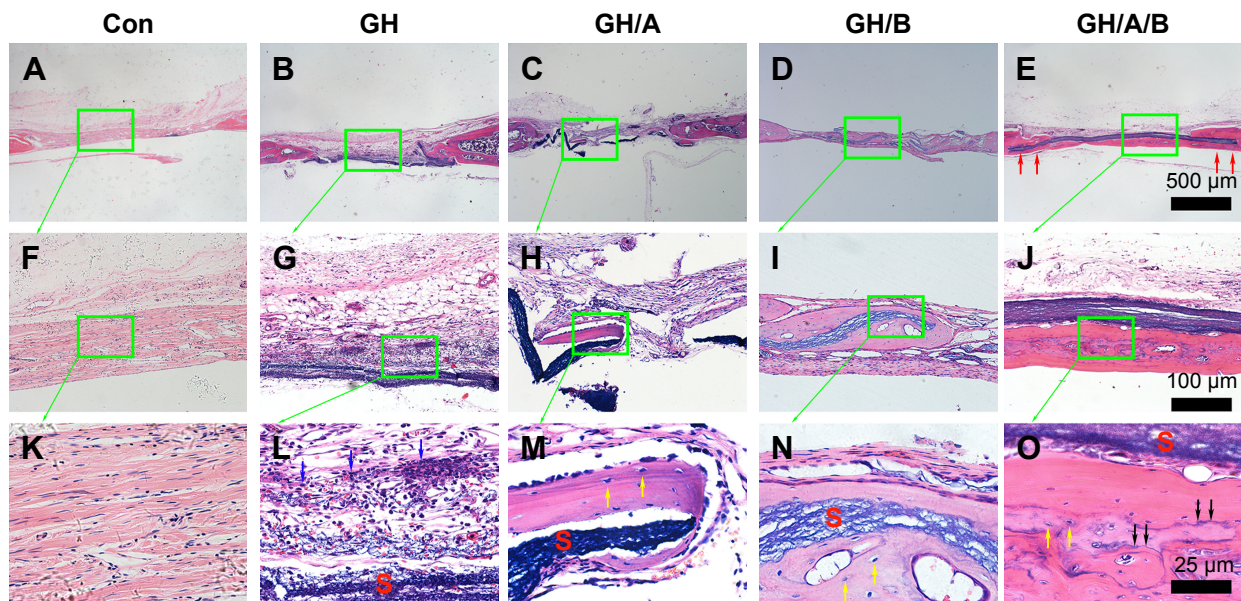 Con GH GH/A GH/B GH/A/B
A B C D E
500 µm
F G H I J
100 µm
K L M N O
S S S S
25 µm